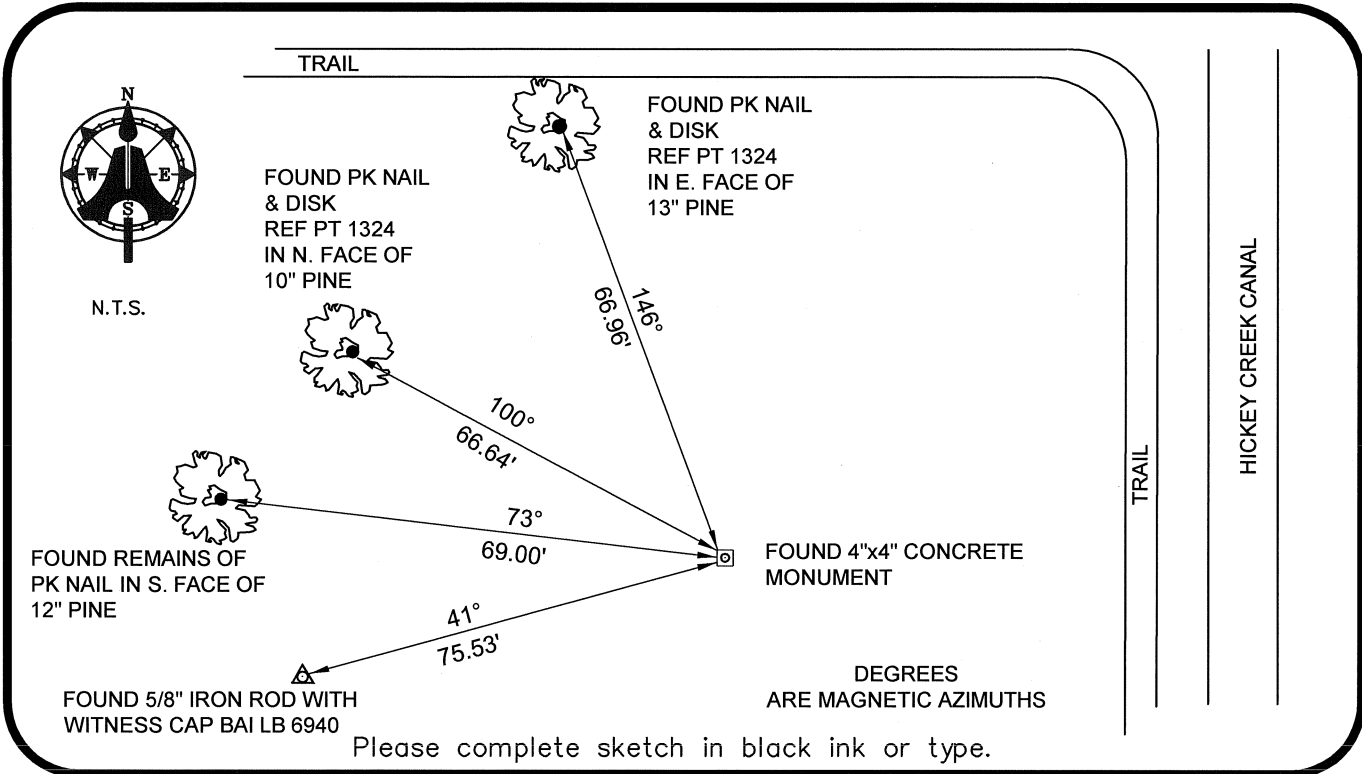 TRAIL
N
W
E
S
N.T.S.
FOUND PK NAIL
& DISK
REF PT 1324
IN N. FACE OF
10" PINE
FOUND PK NAIL
& DISK
REF PT 1324
IN E. FACE OF
13" PINE
146°
66.96'
100°
66.64'
73°
69.00'
41°
75.53'
FOUND REMAINS OF
PK NAIL IN S. FACE OF
12" PINE
FOUND 4"x4" CONCRETE
MONUMENT
FOUND 5/8" IRON ROD WITH
WITNESS CAP BAI LB 6940
DEGREES
ARE MAGNETIC AZIMUTHS
TRAIL
HICKEY CREEK CANAL
Please complete sketch in black ink or type.